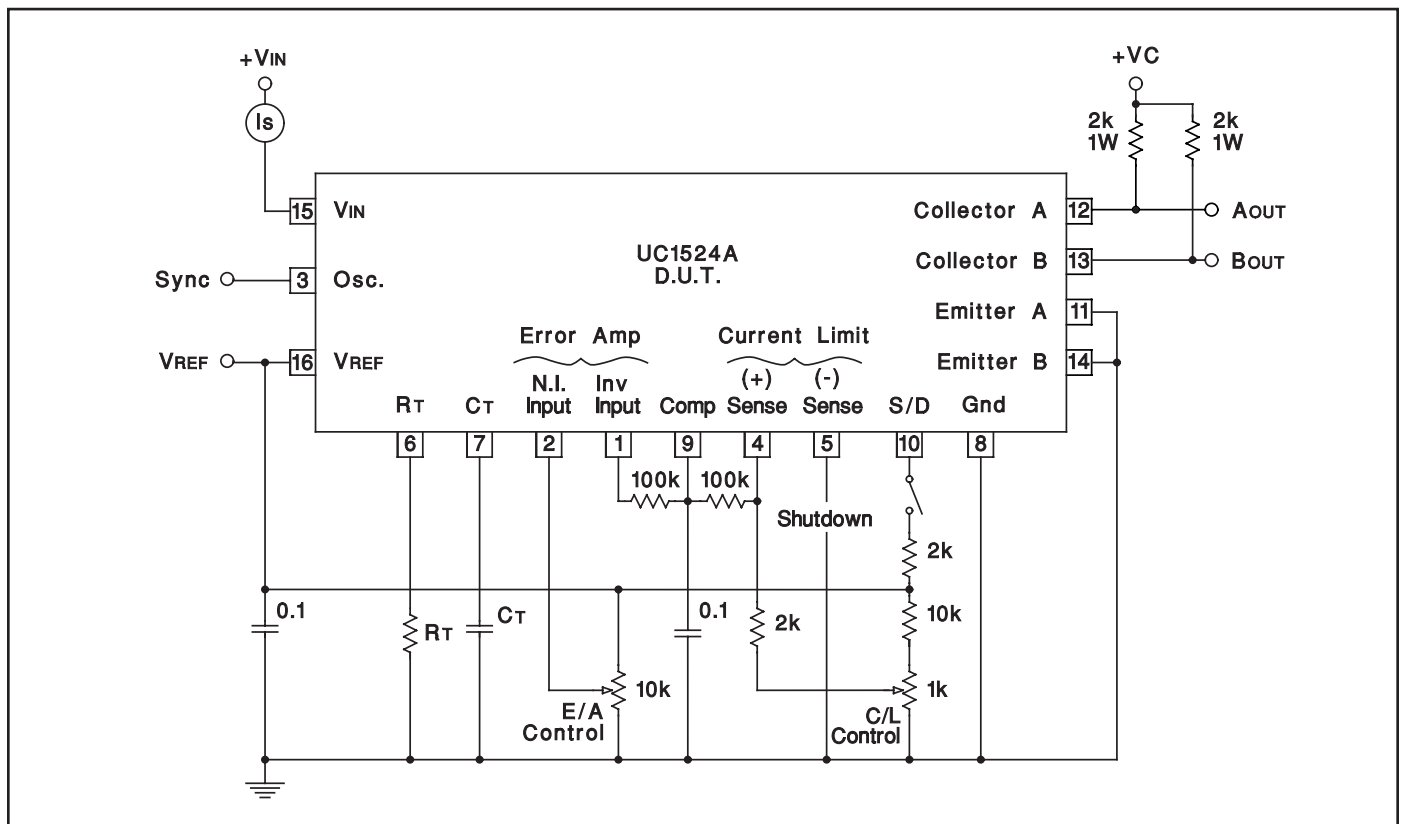 +VIN
Is
+VC
2k
1W
2k
1W
15 VIN
Collector A 12
AOUT
UC1524A
D.U.T.
Collector B 13
BOUT
Sync
3 Osc.
Emitter A 11
Error Amp
Current Limit
VREF
16 VREF
Emitter B 14
N.I.
Input
Inv
Input
Comp
(+)
Sense
(-)
Sense
S/D
Gnd
RT
CT
6
7
2
1
9
4
5
10
8
100k
100k
Shutdown
2k
0.1
RT
CT
0.1
2k
10k
10k
1k
E/A
Control
C/L
Control